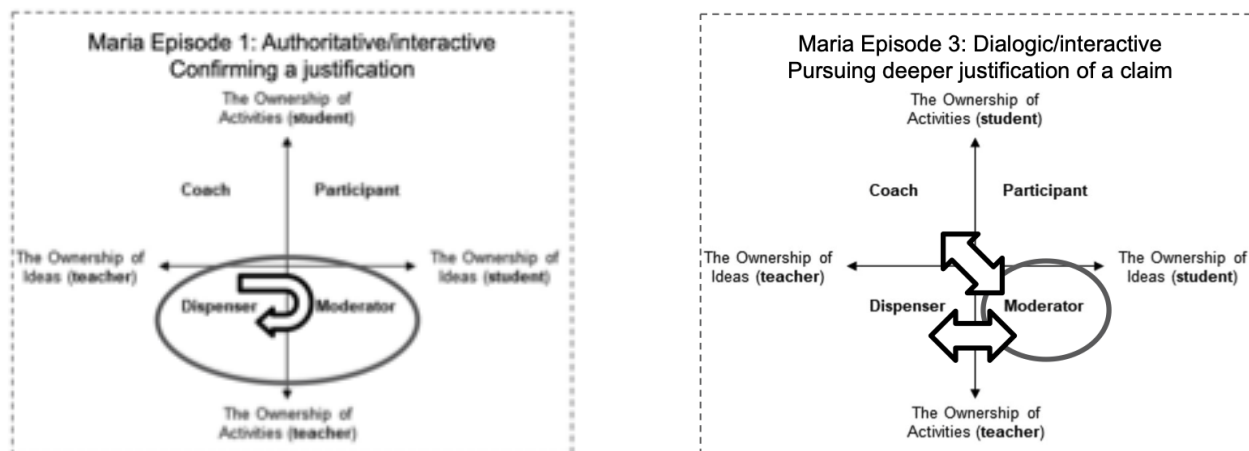 Maria Episode 1: Authoritative/interactive
Confirming a justification
The Ownership of
Activities (student)
Coach
Participant
The Ownership of
Ideas (teacher)
The Ownership of
Ideas (student)
Dispenser
Moderator
The Ownership of
Activities (teacher)
Maria Episode 3: Dialogic/interactive
Pursuing deeper justification of a claim
The Ownership of
Activities (student)
Coach
Participant
The Ownership of
Ideas (teacher)
The Ownership of
Ideas (student)
Dispenser
Moderator
The Ownership of
Activities (teacher)